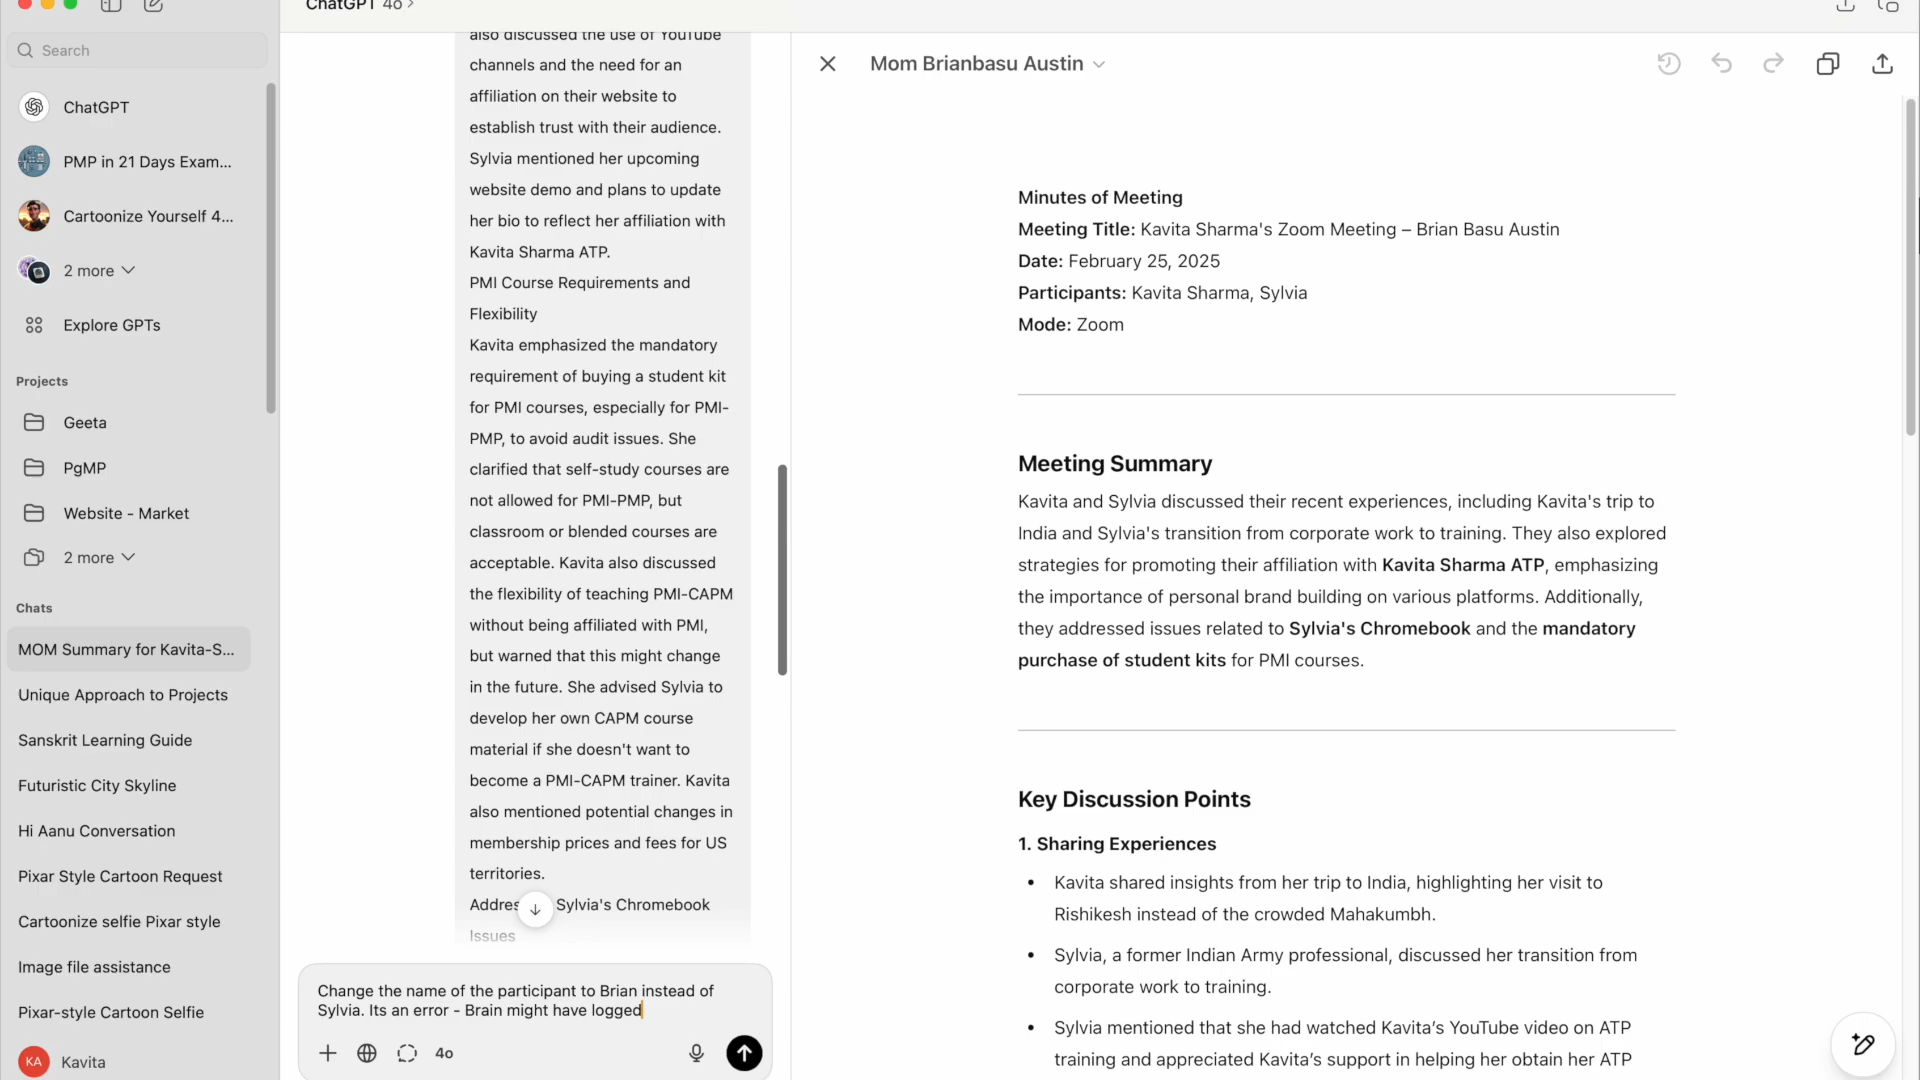 ChatGPT 4o >
Search
ChatGPT
PMP in 21 Days Exam...
Cartoonize Yourself 4...
2 more
Explore GPTs
Projects
Geeta
PgMP
Website - Market
2 more
Chats
MOM Summary for Kavita-S...
Unique Approach to Projects
Sanskrit Learning Guide
Futuristic City Skyline
Hi Aanu Conversation
Pixar Style Cartoon Request
Cartoonize selfie Pixar style
Image file assistance
Pixar-style Cartoon Selfie
KA
Kavita
also discussed the use of YouTube
channels and the need for an
affiliation on their website to
establish trust with their audience.
Sylvia mentioned her upcoming
website demo and plans to update
her bio to reflect her affiliation with
Kavita Sharma ATP.
PMI Course Requirements and
Flexibility
Kavita emphasized the mandatory
requirement of buying a student kit
for PMI courses, especially for PMI-
PMP, to avoid audit issues. She
clarified that self-study courses are
not allowed for PMI-PMP, but
classroom or blended courses are
acceptable. Kavita also discussed
the flexibility of teaching PMI-CAPM
without being affiliated with PMI,
but warned that this might change
in the future. She advised Sylvia to
develop her own CAPM course
material if she doesn't want to
become a PMI-CAPM trainer. Kavita
also mentioned potential changes in
membership prices and fees for US
territories.
Addres Sylvia's Chromebook
Issues
Change the name of the participant to Brian instead of
Sylvia. Its an error - Brain might have logged
4o
Mom Brianbasu Austin
Minutes of Meeting
Meeting Title: Kavita Sharma's Zoom Meeting – Brian Basu Austin
Date: February 25, 2025
Participants: Kavita Sharma, Sylvia
Mode: Zoom
Meeting Summary
Kavita and Sylvia discussed their recent experiences, including Kavita's trip to
India and Sylvia's transition from corporate work to training. They also explored
strategies for promoting their affiliation with Kavita Sharma ATP, emphasizing
the importance of personal brand building on various platforms. Additionally,
they addressed issues related to Sylvia's Chromebook and the mandatory
purchase of student kits for PMI courses.
Key Discussion Points
1. Sharing Experiences
• Kavita shared insights from her trip to India, highlighting her visit to
Rishikesh instead of the crowded Mahakumbh.
• Sylvia, a former Indian Army professional, discussed her transition from
corporate work to training.
• Sylvia mentioned that she had watched Kavita's YouTube video on ATP
training and appreciated Kavita's support in helping her obtain her ATP